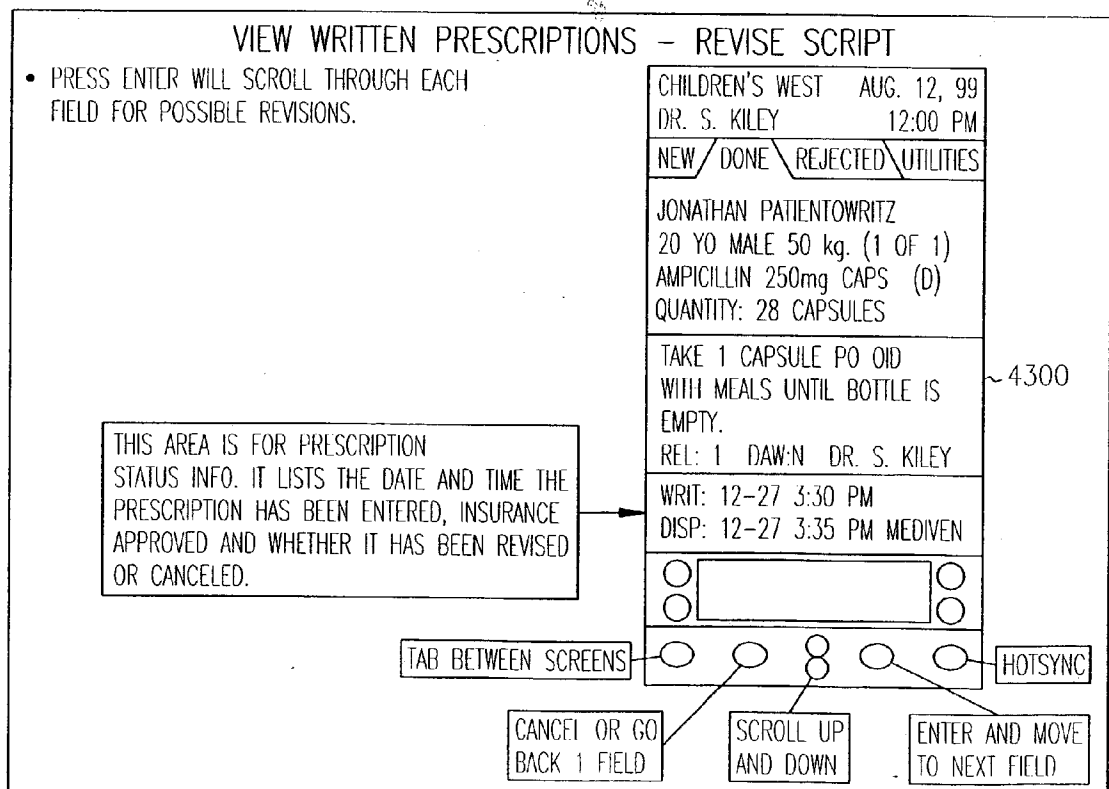 VIEW WRITTEN PRESCRIPTIONS – REVISE SCRIPT
• PRESS ENTER WILL SCROLL THROUGH EACH
FIELD FOR POSSIBLE REVISIONS.
CHILDREN'S WEST AUG. 12, 99
DR. S. KILEY 12:00 PM
NEW DONE REJECTED UTILITIES
JONATHAN PATIENTOWRITZ
20 YO MALE 50 kg. (1 OF 1)
AMPICILLIN 250mg CAPS (D)
QUANTITY: 28 CAPSULES
TAKE 1 CAPSULE PO OID
WITH MEALS UNTIL BOTTLE IS
EMPTY.
REL: 1 DAW:N DR. S. KILEY
4300
THIS AREA IS FOR PRESCRIPTION
STATUS INFO. IT LISTS THE DATE AND TIME THE
PRESCRIPTION HAS BEEN ENTERED, INSURANCE
APPROVED AND WHETHER IT HAS BEEN REVISED
OR CANCELED.
WRIT: 12-27 3:30 PM
DISP: 12-27 3:35 PM MEDIVEN
TAB BETWEEN SCREENS
HOTSYNC
CANCEL OR GO
BACK 1 FIELD
SCROLL UP
AND DOWN
ENTER AND MOVE
TO NEXT FIELD